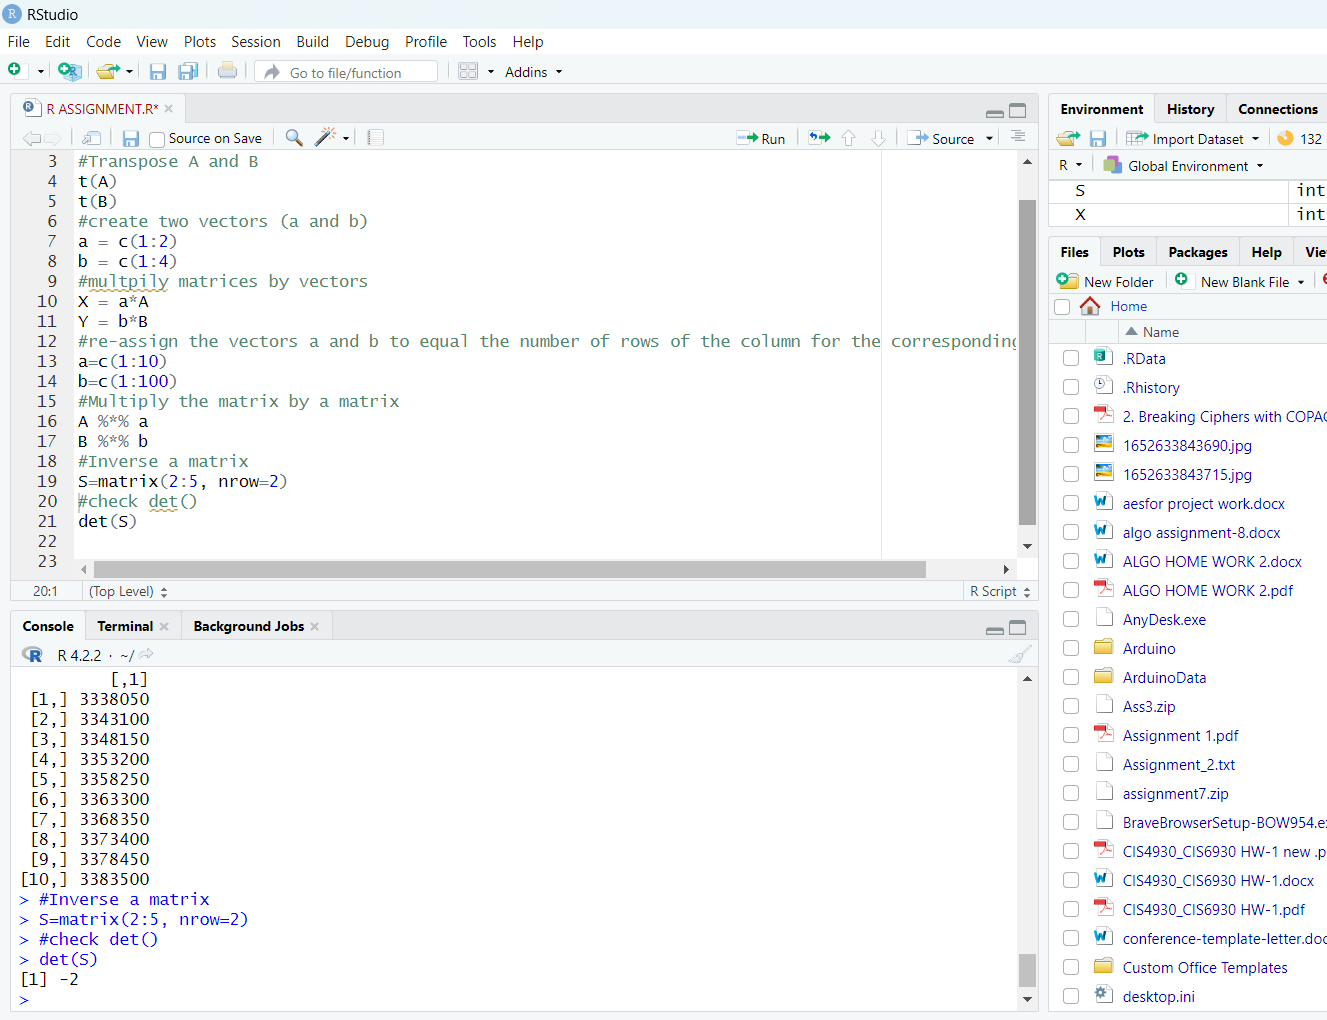 RStudio
File Edit Code View Plots Session Build Debug Profile Tools Help
Go to file/function Addins
R ASSIGNMENT.R*
Source on Save Run Source
3 #Transpose A and B
4 t(A)
5 t(B)
6 #create two vectors (a and b)
7 a = c(1:2)
8 b = c(1:4)
9 #multpily matrices by vectors
10 X = a*A
11 Y = b*B
12 #re-assign the vectors a and b to equal the number of rows of the column for the corresponding
13 a=c(1:10)
14 b=c(1:100)
15 #Multiply the matrix by a matrix
16 A %*% a
17 B %*% b
18 #Inverse a matrix
19 S=matrix(2:5, nrow=2)
20 #check det()
21 det(S)
22
23
20:1 (Top Level) R Script
Console Terminal Background Jobs
R 4.2.2 · ~/
[,1]
[1,] 3338050
[2,] 3343100
[3,] 3348150
[4,] 3353200
[5,] 3358250
[6,] 3363300
[7,] 3368350
[8,] 3373400
[9,] 3378450
[10,] 3383500
> #Inverse a matrix
> S=matrix(2:5, nrow=2)
> #check det()
> det(S)
[1] -2
>
Environment History Connections
Import Dataset 132
R Global Environment
S int
X int
Files Plots Packages Help Vie
New Folder New Blank File
Home
Name
.RData
.Rhistory
2. Breaking Ciphers with COPAC
1652633843690.jpg
1652633843715.jpg
aesfor project work.docx
algo assignment-8.docx
ALGO HOME WORK 2.docx
ALGO HOME WORK 2.pdf
AnyDesk.exe
Arduino
ArduinoData
Ass3.zip
Assignment 1.pdf
Assignment_2.txt
assignment7.zip
BraveBrowserSetup-BOW954.ex
CIS4930_CIS6930 HW-1 new .p
CIS4930_CIS6930 HW-1.docx
CIS4930_CIS6930 HW-1.pdf
conference-template-letter.doc
Custom Office Templates
desktop.ini